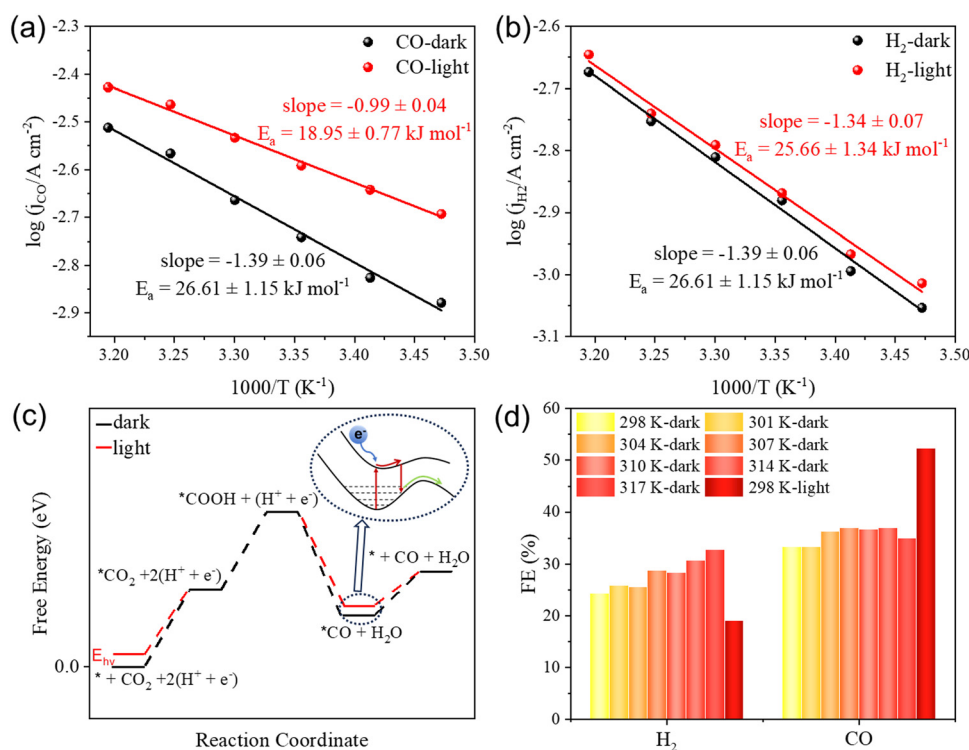 (a)
CO-dark
CO-light
slope = -0.99 ± 0.04
Eₐ = 18.95 ± 0.77 kJ mol⁻¹
slope = -1.39 ± 0.06
Eₐ = 26.61 ± 1.15 kJ mol⁻¹
log (j_CO/A cm⁻²)
-2.3
-2.4
-2.5
-2.6
-2.7
-2.8
-2.9
3.20 3.25 3.30 3.35 3.40 3.45
1000/T (K⁻¹)
(b)
H₂-dark
H₂-light
slope = -1.34 ± 0.07
Eₐ = 25.66 ± 1.34 kJ mol⁻¹
slope = -1.39 ± 0.06
Eₐ = 26.61 ± 1.15 kJ mol⁻¹
log (j_H2/A cm⁻²)
-2.6
-2.7
-2.8
-2.9
-3.0
-3.1
3.20 3.25 3.30 3.35 3.40 3.45
1000/T (K⁻¹)
(c)
dark
light
e⁻
*COOH + (H⁺ + e⁻)
*CO₂ +2(H⁺ + e⁻)
* + CO + H₂O
*CO + H₂O
E_hv
* + CO₂ +2(H⁺ + e⁻)
0.0
Free Energy (eV)
Reaction Coordinate
(d)
298 K-dark 301 K-dark
304 K-dark 307 K-dark
310 K-dark 314 K-dark
317 K-dark 298 K-light
FE (%)
60
50
40
30
20
10
0
H₂ CO